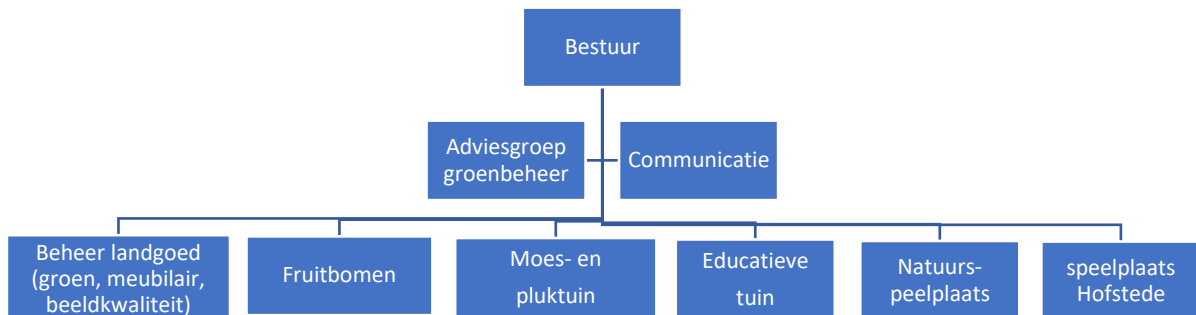 Bestuur
Adviesgroep
groenbeheer
Communicatie
Beheer landgoed
(groen, meubilair,
beeldkwaliteit)
Fruitbomen
Moes- en
pluktuin
Educatieve
tuin
Natuurs-
peelplaats
speelplaats
Hofstede